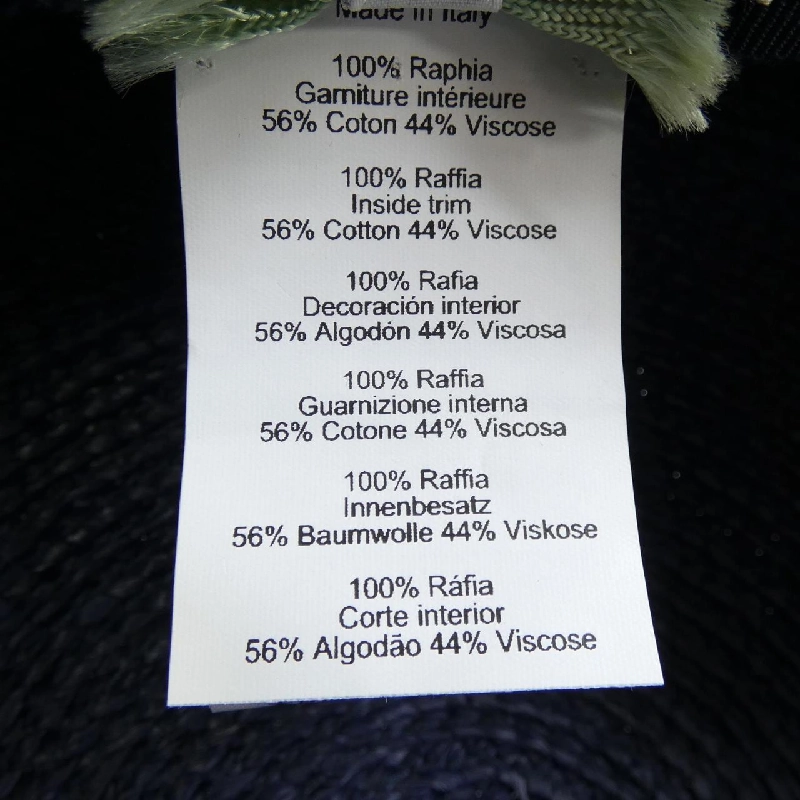 Made in Italy
100% Raphia
Garniture intérieure
56% Coton 44% Viscose
100% Raffia
Inside trim
56% Cotton 44% Viscose
100% Rafia
Decoración interior
56% Algodón 44% Viscosa
100% Raffia
Guarnizione interna
56% Cotone 44% Viscosa
100% Raffia
Innenbesatz
56% Baumwolle 44% Viskose
100% Ráfia
Corte interior
56% Algodão 44% Viscose